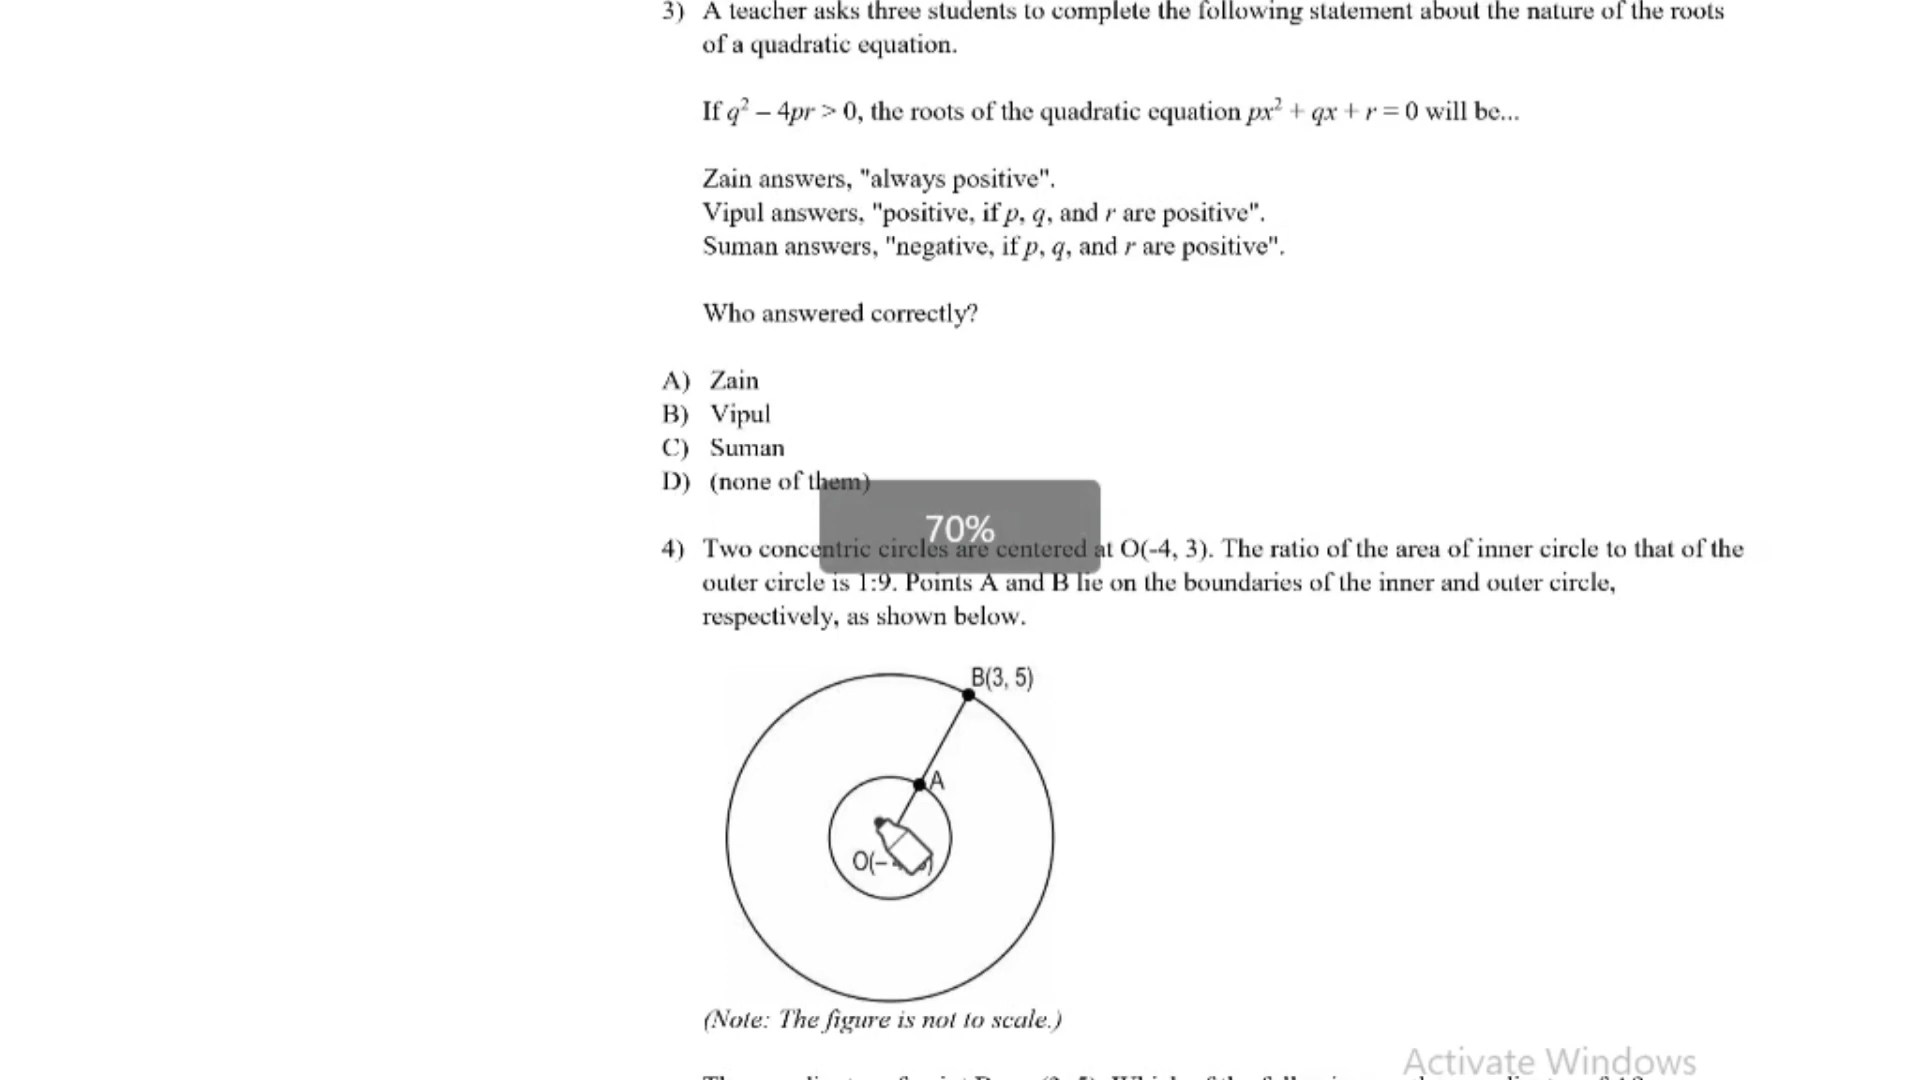 3) A teacher asks three students to complete the following statement about the nature of the roots
of a quadratic equation.
If q² – 4pr > 0, the roots of the quadratic equation px² + qx + r = 0 will be...
Zain answers, "always positive".
Vipul answers, "positive, if p, q, and r are positive".
Suman answers, "negative, if p, q, and r are positive".
Who answered correctly?
A) Zain
B) Vipul
C) Suman
D) (none of them)
70%
4) Two concentric circles are centered at O(-4, 3). The ratio of the area of inner circle to that of the
outer circle is 1:9. Points A and B lie on the boundaries of the inner and outer circle,
respectively, as shown below.
B(3, 5)
A
O(–
(Note: The figure is not to scale.)
Activate Windows